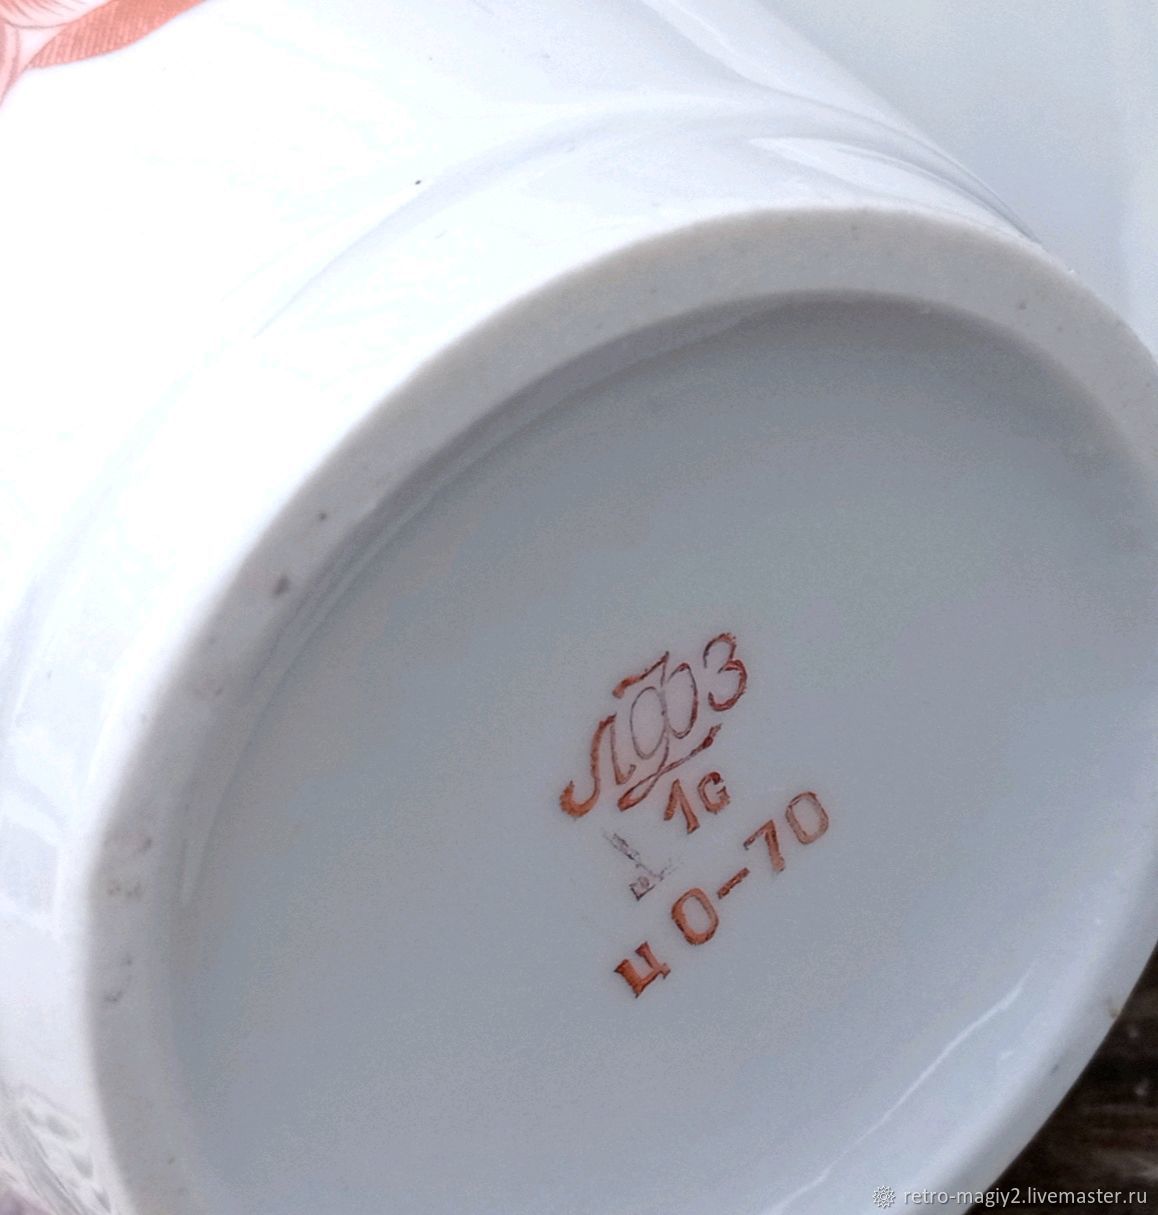 ЛФЗ
1с
ц 0-70
retro-magiy2.livemaster.ru